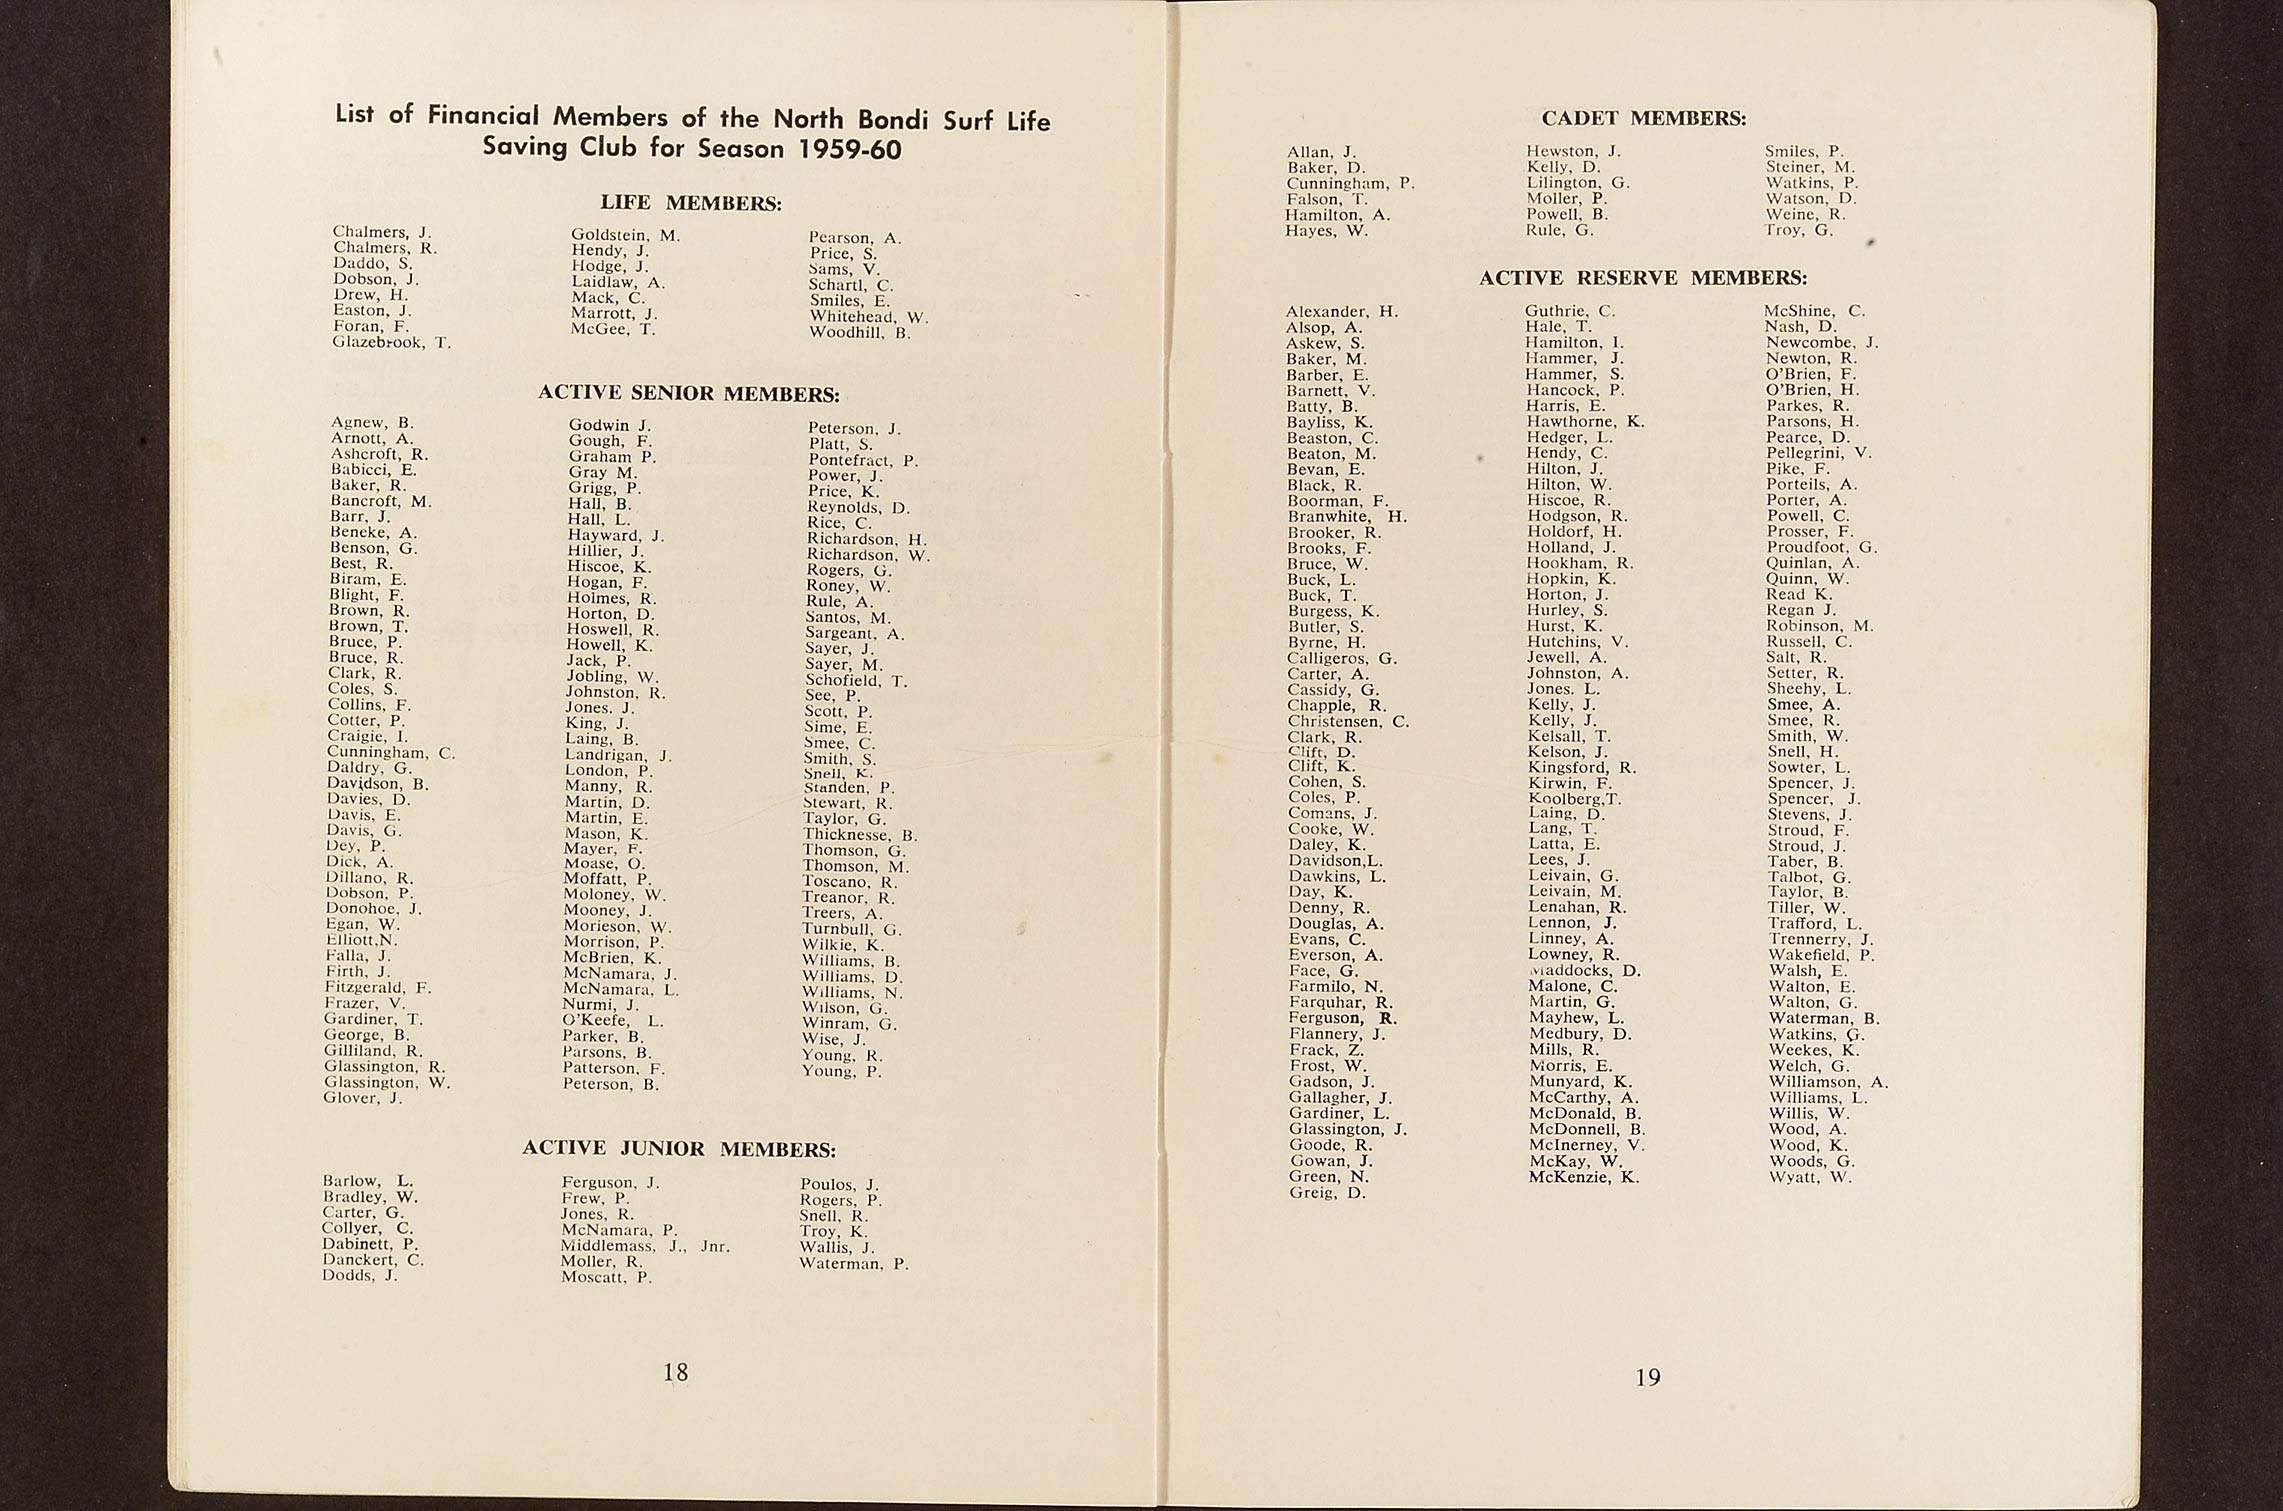 List of Financial Members of the North Bondi Surf Life
Saving Club for Season 1959-60
LIFE MEMBERS:
Chalmers, J.
Chalmers, R.
Daddo, S.
Dobson, J.
Drew, H.
Easton, J.
Foran, F.
Glazebrook, T.
Goldstein, M.
Hendy, J.
Hodge, J.
Laidlaw, A.
Mack, C.
Marrott, J.
McGee, T.
Pearson, A.
Price, S.
Sams, V.
Schartl, C.
Smiles, E.
Whitehead, W.
Woodhill, B.
ACTIVE SENIOR MEMBERS:
Agnew, B.
Arnott, A.
Ashcroft, R.
Babicci, E.
Baker, R.
Bancroft, M.
Barr, J.
Beneke, A.
Benson, G.
Best, R.
Biram, E.
Blight, F.
Brown, R.
Brown, T.
Bruce, P.
Bruce, R.
Clark, R.
Coles, S.
Collins, F.
Cotter, P.
Craigie, I.
Cunningham, C.
Daldry, G.
Davidson, B.
Davies, D.
Davis, E.
Davis, G.
Dey, P.
Dick, A.
Dillano, R.
Dobson, P.
Donohoe, J.
Egan, W.
Elliott,N.
Falla, J.
Firth, J.
Fitzgerald, F.
Frazer, V.
Gardiner, T.
George, B.
Gilliland, R.
Glassington, R.
Glassington, W.
Glover, J.
Godwin J.
Gough, F.
Graham P.
Gray M.
Grigg, P.
Hall, B.
Hall, L.
Hayward, J.
Hillier, J.
Hiscoe, K.
Hogan, F.
Holmes, R.
Horton, D.
Hoswell, R.
Howell, K.
Jack, P.
Jobling, W.
Johnston, R.
Jones. J.
King, J.
Laing, B.
Landrigan, J.
London, P.
Manny, R.
Martin, D.
Martin, E.
Mason, K.
Mayer, F.
Moase, O.
Moffatt, P.
Moloney, W.
Mooney, J.
Morieson, W.
Morrison, P.
McBrien, K.
McNamara, J.
McNamara, L.
Nurmi, J.
O'Keefe, L.
Parker, B.
Parsons, B.
Patterson, F.
Peterson, B.
Peterson, J.
Platt, S.
Pontefract, P.
Power, J.
Price, K.
Reynolds, D.
Rice, C.
Richardson, H.
Richardson, W.
Rogers, G.
Roney, W.
Rule, A.
Santos, M.
Sargeant, A.
Sayer, J.
Sayer, M.
Schofield, T.
See, P.
Scott, P.
Sime, E.
Smee, C.
Smith, S.
Snell, K.
Standen, P.
Stewart, R.
Taylor, G.
Thicknesse, B.
Thomson, G.
Thomson, M.
Toscano, R.
Treanor, R.
Treers, A.
Turnbull, G.
Wilkie, K.
Williams, B.
Williams, D.
Williams, N.
Wilson, G.
Winram, G.
Wise, J.
Young, R.
Young, P.
ACTIVE JUNIOR MEMBERS:
Barlow, L.
Bradley, W.
Carter, G.
Collyer, C.
Dabinett, P.
Danckert, C.
Dodds, J.
Ferguson, J.
Frew, P.
Jones, R.
McNamara, P.
Middlemass, J., Jnr.
Moller, R.
Moscatt, P.
Poulos, J.
Rogers, P.
Snell, R.
Troy, K.
Wallis, J.
Waterman, P.
18
CADET MEMBERS:
Allan, J.
Baker, D.
Cunningham, P.
Falson, T.
Hamilton, A.
Hayes, W.
Hewston, J.
Kelly, D.
Lilington, G.
Moller, P.
Powell, B.
Rule, G.
Smiles, P.
Steiner, M.
Watkins, P.
Watson, D.
Weine, R.
Troy, G.
ACTIVE RESERVE MEMBERS:
Alexander, H.
Alsop, A.
Askew, S.
Baker, M.
Barber, E.
Barnett, V.
Batty, B.
Bayliss, K.
Beaston, C.
Beaton, M.
Bevan, E.
Black, R.
Boorman, F.
Branwhite, H.
Brooker, R.
Brooks, F.
Bruce, W.
Buck, L.
Buck, T.
Burgess, K.
Butler, S.
Byrne, H.
Calligeros, G.
Carter, A.
Cassidy, G.
Chapple, R.
Christensen, C.
Clark, R.
Clift, D.
Clift, K.
Cohen, S.
Coles, P.
Comans, J.
Cooke, W.
Daley, K.
Davidson,L.
Dawkins, L.
Day, K.
Denny, R.
Douglas, A.
Evans, C.
Everson, A.
Face, G.
Farmilo, N.
Farquhar, R.
Ferguson, R.
Flannery, J.
Frack, Z.
Frost, W.
Gadson, J.
Gallagher, J.
Gardiner, L.
Glassington, J.
Goode, R.
Gowan, J.
Green, N.
Greig, D.
Guthrie, C.
Hale, T.
Hamilton, I.
Hammer, J.
Hammer, S.
Hancock, P.
Harris, E.
Hawthorne, K.
Hedger, L.
Hendy, C.
Hilton, J.
Hilton, W.
Hiscoe, R.
Hodgson, R.
Holdorf, H.
Holland, J.
Hookham, R.
Hopkin, K.
Horton, J.
Hurley, S.
Hurst, K.
Hutchins, V.
Jewell, A.
Johnston, A.
Jones. L.
Kelly, J.
Kelly, J.
Kelsall, T.
Kelson, J.
Kingsford, R.
Kirwin, F.
Koolberg,T.
Laing, D.
Lang, T.
Latta, E.
Lees, J.
Leivain, G.
Leivain, M.
Lenahan, R.
Lennon, J.
Linney, A.
Lowney, R.
Maddocks, D.
Malone, C.
Martin, G.
Mayhew, L.
Medbury, D.
Mills, R.
Morris, E.
Munyard, K.
McCarthy, A.
McDonald, B.
McDonnell, B.
McInerney, V.
McKay, W.
McKenzie, K.
McShine, C.
Nash, D.
Newcombe, J.
Newton, R.
O'Brien, F.
O'Brien, H.
Parkes, R.
Parsons, H.
Pearce, D.
Pellegrini, V.
Pike, F.
Porteils, A.
Porter, A.
Powell, C.
Prosser, F.
Proudfoot, G.
Quinlan, A.
Quinn, W.
Read K.
Regan J.
Robinson, M.
Russell, C.
Salt, R.
Setter, R.
Sheehy, L.
Smee, A.
Smee, R.
Smith, W.
Snell, H.
Sowter, L.
Spencer, J.
Spencer, J.
Stevens, J.
Stroud, F.
Stroud, J.
Taber, B.
Talbot, G.
Taylor, B.
Tiller, W.
Trafford, L.
Trennerry, J.
Wakefield, P.
Walsh, E.
Walton, E.
Walton, G.
Waterman, B.
Watkins, G.
Weekes, K.
Welch, G.
Williamson, A.
Williams, L.
Willis, W.
Wood, A.
Wood, K.
Woods, G.
Wyatt, W.
19